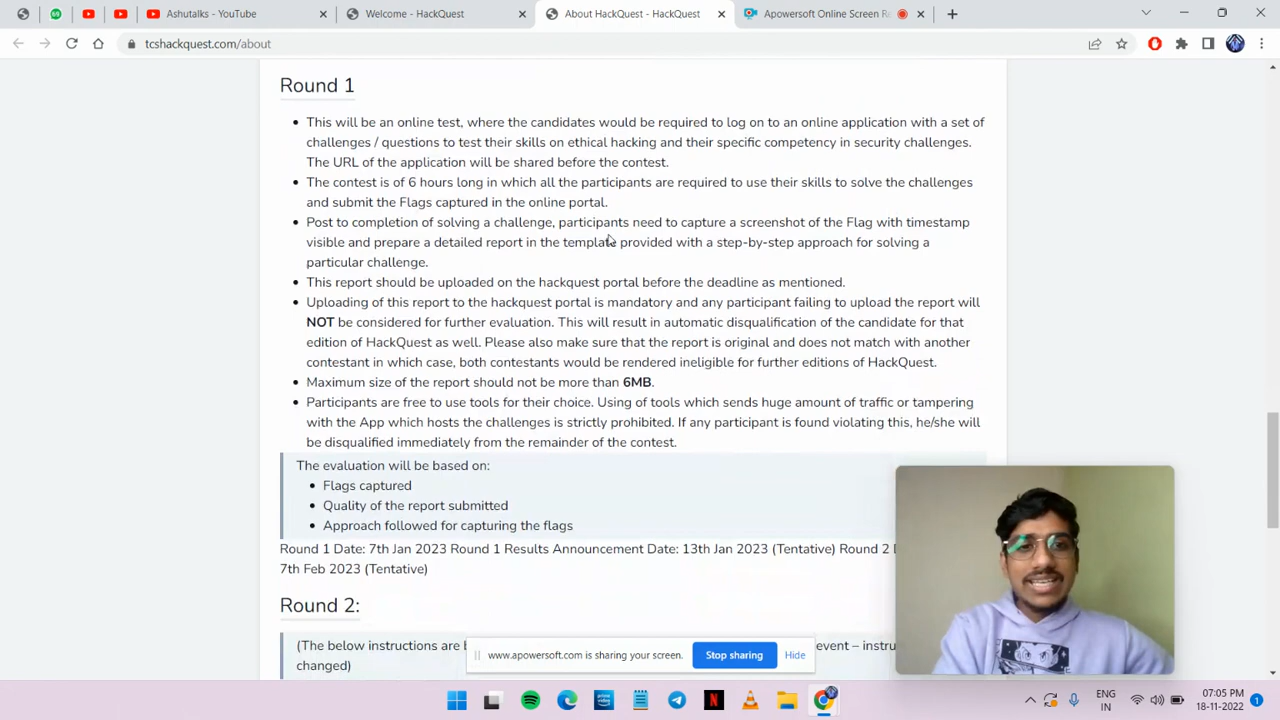 Ashutalks - YouTube
Welcome - HackQuest
About HackQuest - HackQuest
Apowersoft Online Screen Re
tcshackquest.com/about
Round 1
This will be an online test, where the candidates would be required to log on to an online application with a set of
challenges / questions to test their skills on ethical hacking and their specific competency in security challenges.
The URL of the application will be shared before the contest.
The contest is of 6 hours long in which all the participants are required to use their skills to solve the challenges
and submit the Flags captured in the online portal.
Post to completion of solving a challenge, participants need to capture a screenshot of the Flag with timestamp
visible and prepare a detailed report in the template provided with a step-by-step approach for solving a
particular challenge.
This report should be uploaded on the hackquest portal before the deadline as mentioned.
Uploading of this report to the hackquest portal is mandatory and any participant failing to upload the report will
NOT be considered for further evaluation. This will result in automatic disqualification of the candidate for that
edition of HackQuest as well. Please also make sure that the report is original and does not match with another
contestant in which case, both contestants would be rendered ineligible for further editions of HackQuest.
Maximum size of the report should not be more than 6MB.
Participants are free to use tools for their choice. Using of tools which sends huge amount of traffic or tampering
with the App which hosts the challenges is strictly prohibited. If any participant is found violating this, he/she will
be disqualified immediately from the remainder of the contest.
The evaluation will be based on:
Flags captured
Quality of the report submitted
Approach followed for capturing the flags
Round 1 Date: 7th Jan 2023 Round 1 Results Announcement Date: 13th Jan 2023 (Tentative) Round 2 D
7th Feb 2023 (Tentative)
Round 2:
(The below instructions are b
event – instru
changed)
www.apowersoft.com is sharing your screen.
Stop sharing
Hide
ENG
IN
07:05 PM
18-11-2022
1